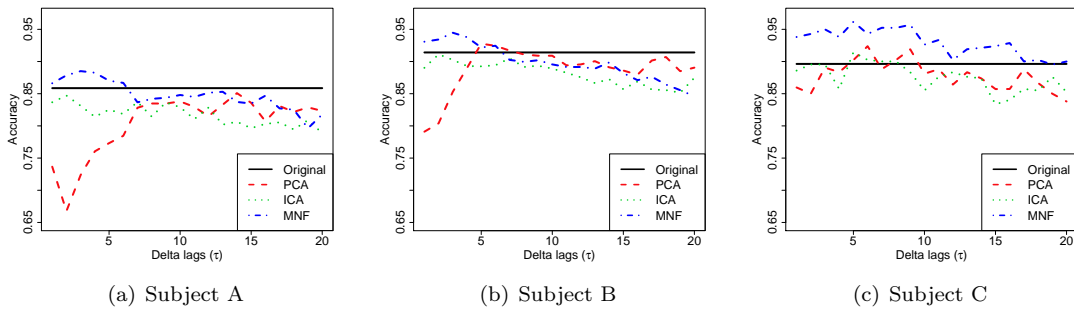 Accuracy
0.65 0.75 0.85 0.95
5 10 15 20
Delta lags (τ)
Original
PCA
ICA
MNF
(a) Subject A
Accuracy
0.65 0.75 0.85 0.95
5 10 15 20
Delta lags (τ)
Original
PCA
ICA
MNF
(b) Subject B
Accuracy
0.65 0.75 0.85 0.95
5 10 15 20
Delta lags (τ)
Original
PCA
ICA
MNF
(c) Subject C